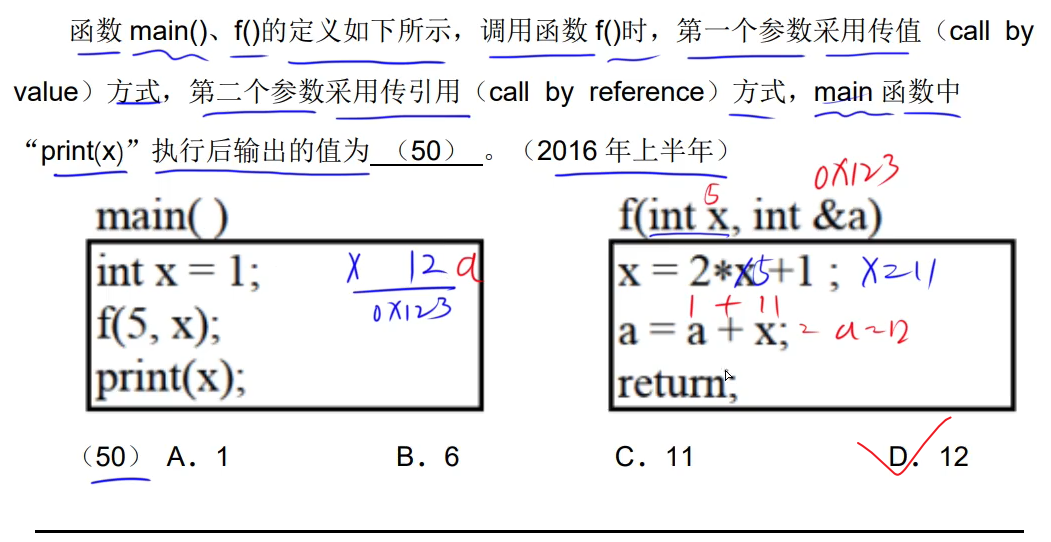 函数 main()、f()的定义如下所示，调用函数 f()时，第一个参数采用传值（call by
value）方式，第二个参数采用传引用（call by reference）方式，main 函数中
“print(x)”执行后输出的值为（50）。（2016 年上半年）
0x123
5
main( )
f(int x, int &a)
int x = 1;
x 12 a
x = 2*x5+1 ; x=11
0x123
1 + 11
f(5, x);
a = a + x; = a=12
print(x);
return;
（50） A．1 B．6 C．11 D．12